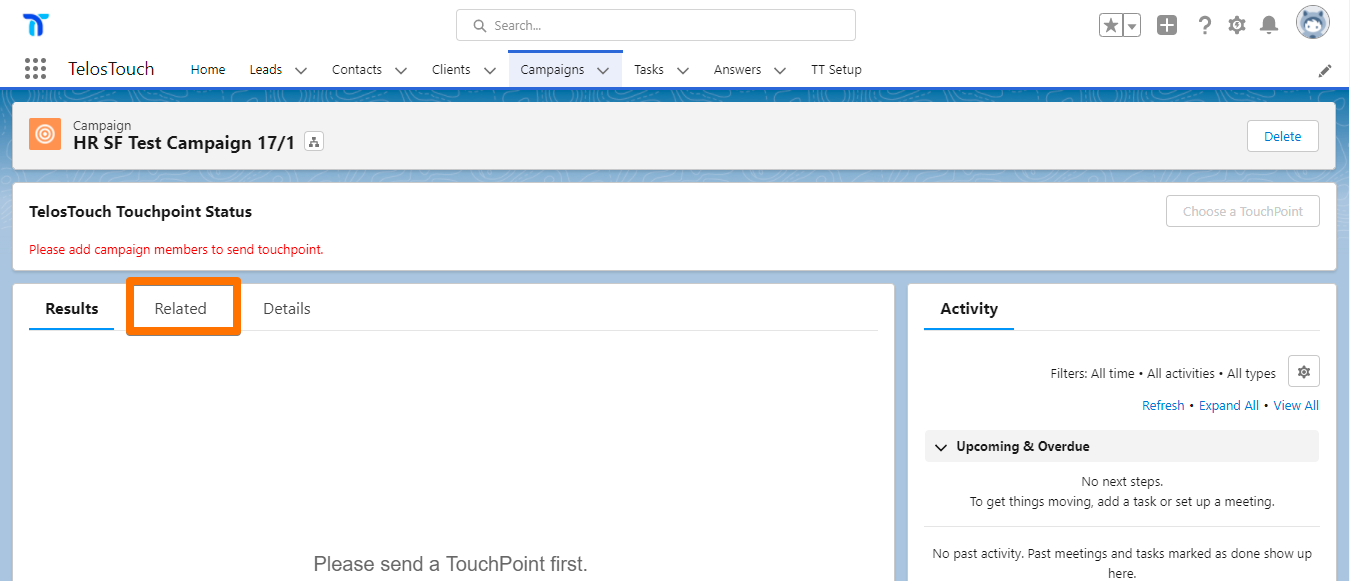 Search...
TelosTouch Home Leads Contacts Clients Campaigns Tasks Answers TT Setup
Campaign
HR SF Test Campaign 17/1
Delete
TelosTouch Touchpoint Status
Choose a TouchPoint
Please add campaign members to send touchpoint.
Results Related Details
Please send a TouchPoint first.
Activity
Filters: All time • All activities • All types
Refresh • Expand All • View All
Upcoming & Overdue
No next steps.
To get things moving, add a task or set up a meeting.
No past activity. Past meetings and tasks marked as done show up
here.